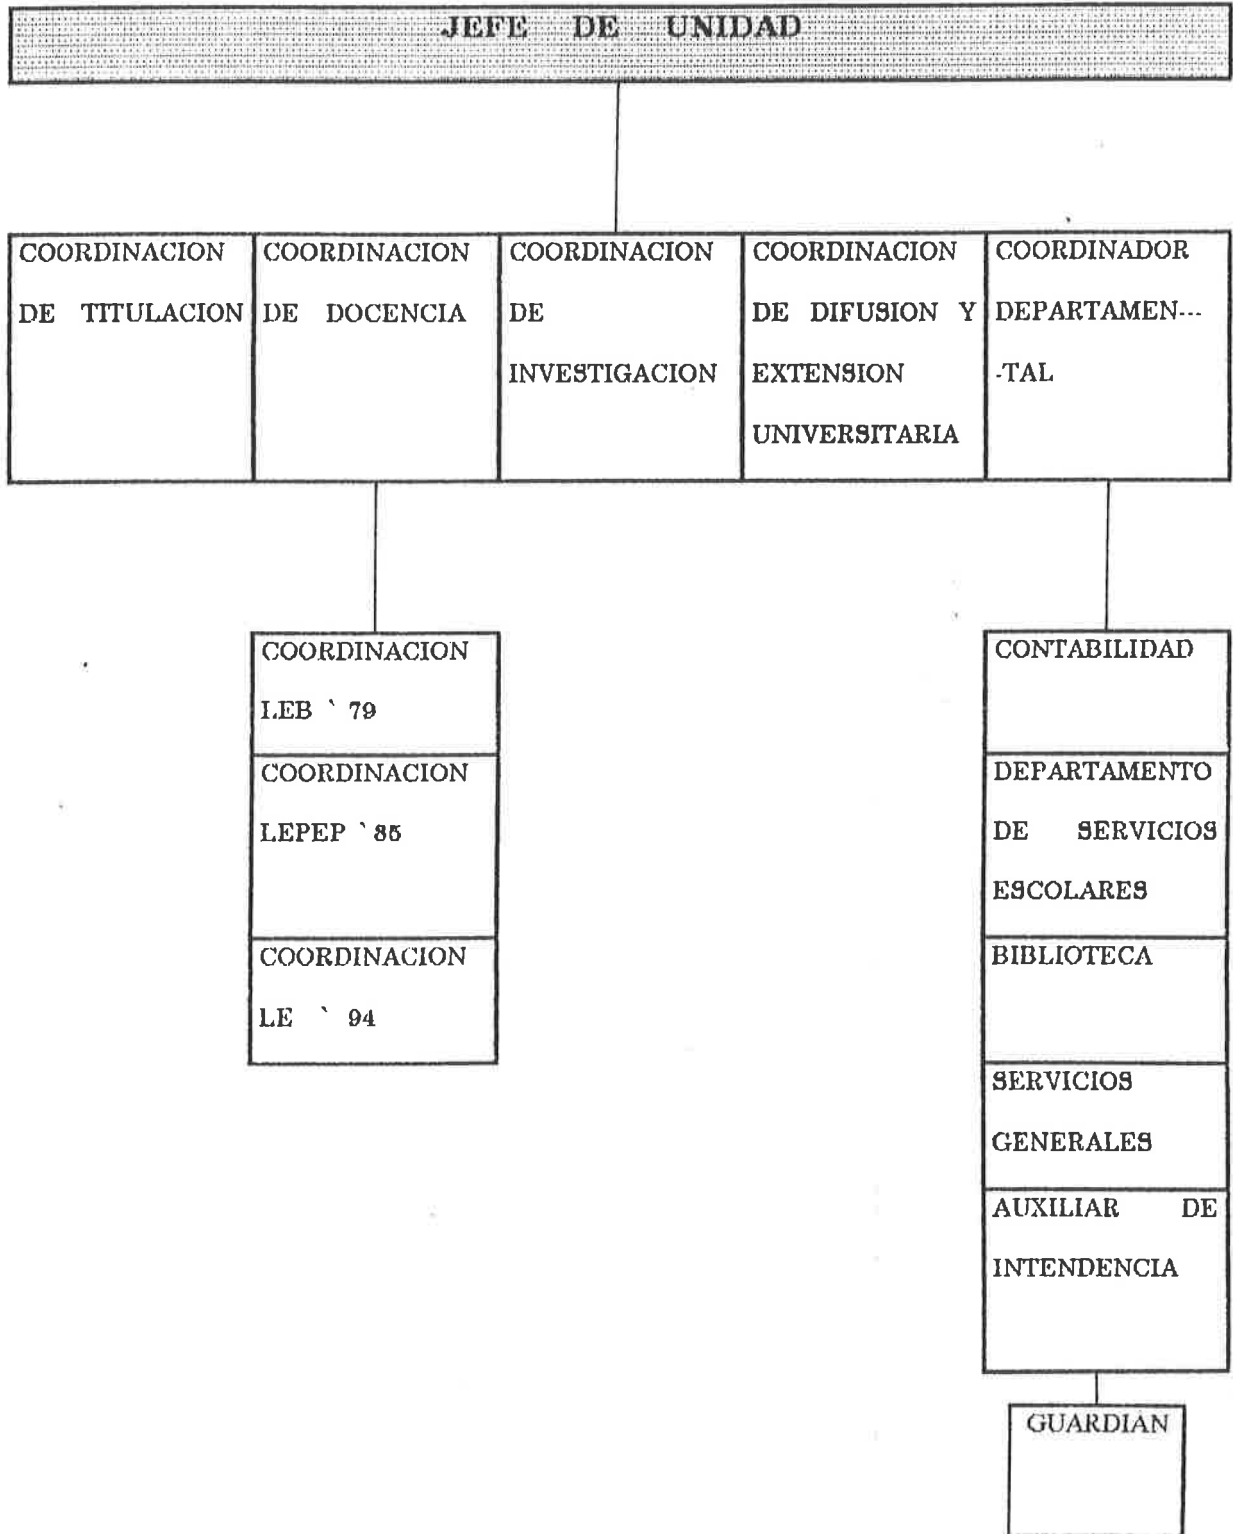 JEFE DE UNIDAD
COORDINACION
DE TITULACION
COORDINACION
DE DOCENCIA
COORDINACION
DE
INVESTIGACION
COORDINACION
DE DIFUSION Y
EXTENSION
UNIVERSITARIA
COORDINADOR
DEPARTAMEN---
-TAL
COORDINACION
LEB ` 79
COORDINACION
LEPEP `85
COORDINACION
LE ` 94
CONTABILIDAD
DEPARTAMENTO
DE SERVICIOS
ESCOLARES
BIBLIOTECA
SERVICIOS
GENERALES
AUXILIAR DE
INTENDENCIA
GUARDIAN